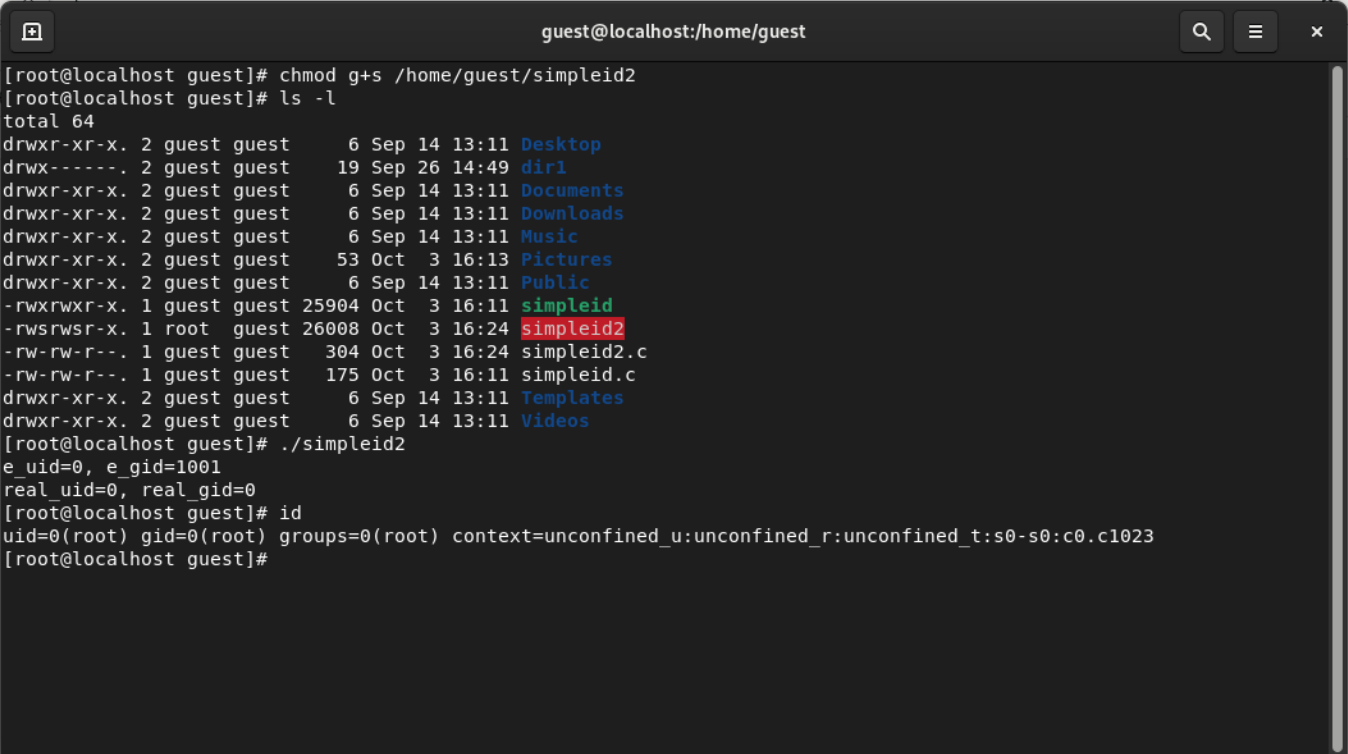 guest@localhost:/home/guest
[root@localhost guest]# chmod g+s /home/guest/simpleid2
[root@localhost guest]# ls -l
total 64
drwxr-xr-x. 2 guest guest     6 Sep 14 13:11 Desktop
drwx------. 2 guest guest    19 Sep 26 14:49 dir1
drwxr-xr-x. 2 guest guest     6 Sep 14 13:11 Documents
drwxr-xr-x. 2 guest guest     6 Sep 14 13:11 Downloads
drwxr-xr-x. 2 guest guest     6 Sep 14 13:11 Music
drwxr-xr-x. 2 guest guest    53 Oct  3 16:13 Pictures
drwxr-xr-x. 2 guest guest     6 Sep 14 13:11 Public
-rwxrwxr-x. 1 guest guest 25904 Oct  3 16:11 simpleid
-rwsrwsr-x. 1 root  guest 26008 Oct  3 16:24 simpleid2
-rw-rw-r--. 1 guest guest   304 Oct  3 16:24 simpleid2.c
-rw-rw-r--. 1 guest guest   175 Oct  3 16:11 simpleid.c
drwxr-xr-x. 2 guest guest     6 Sep 14 13:11 Templates
drwxr-xr-x. 2 guest guest     6 Sep 14 13:11 Videos
[root@localhost guest]# ./simpleid2
e_uid=0, e_gid=1001
real_uid=0, real_gid=0
[root@localhost guest]# id
uid=0(root) gid=0(root) groups=0(root) context=unconfined_u:unconfined_r:unconfined_t:s0-s0:c0.c1023
[root@localhost guest]#